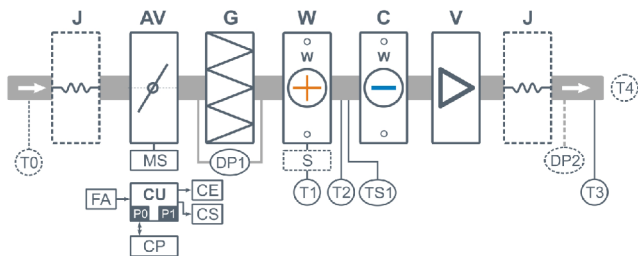 J AV G W C V J
W W
T4
T0 MS DP1 S DP2
T1 T2 TS1 T3
FA CU CE
P0 P1 CS
CP